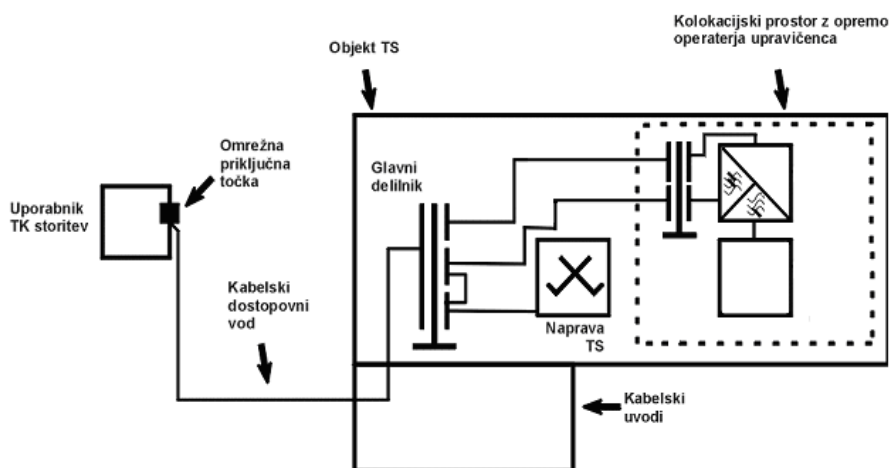 Kolokacijski prostor z opremo
operaterja upravičenca
Objekt TS
Omrežna
priključna
točka
Glavni
delilnik
Uporabnik
TK storitev
Kabelski
dostopovni
vod
Naprava
TS
Kabelski
uvodi